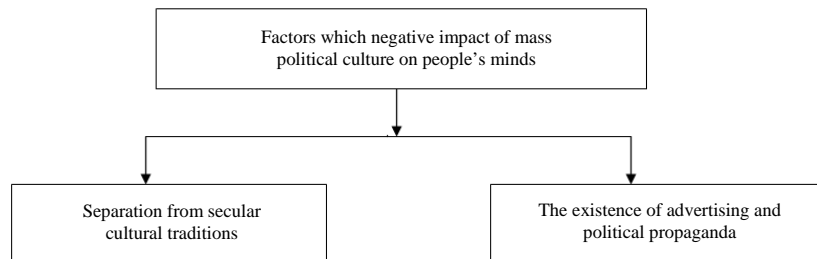 Factors which negative impact of mass
political culture on people’s minds
Separation from secular
cultural traditions
The existence of advertising and
political propaganda